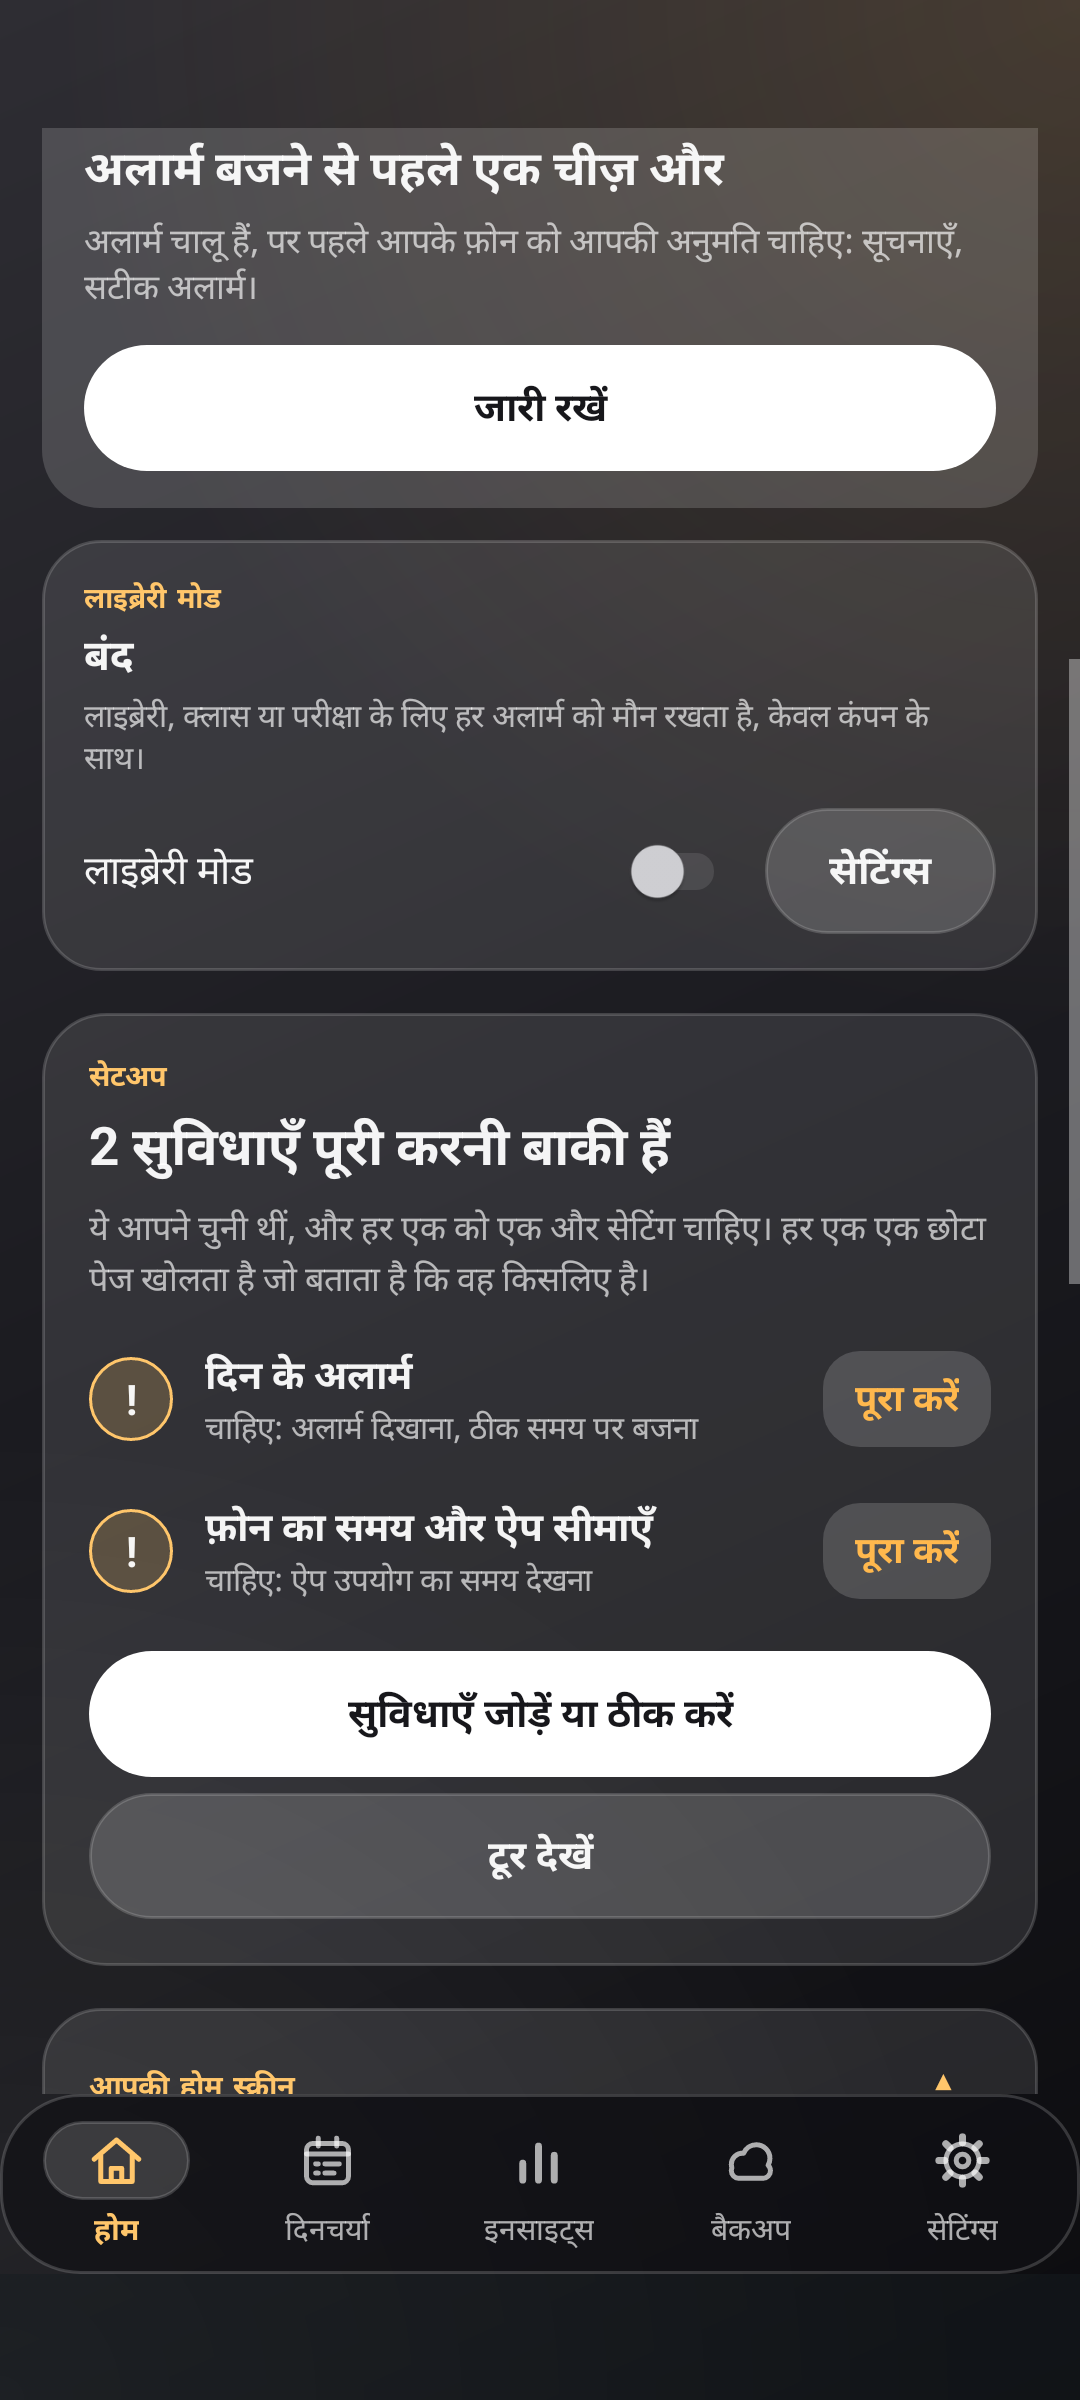 अलार्म बजने से पहले एक चीज़ और
अलार्म चालू हैं, पर पहले आपके फ़ोन को आपकी अनुमति चाहिए: सूचनाएँ,
सटीक अलार्म।
जारी रखें
लाइब्रेरी मोड
बंद
लाइब्रेरी, क्लास या परीक्षा के लिए हर अलार्म को मौन रखता है, केवल कंपन के
साथ।
लाइब्रेरी मोड
सेटिंग्स
सेटअप
2 सुविधाएँ पूरी करनी बाकी हैं
ये आपने चुनी थीं, और हर एक को एक और सेटिंग चाहिए। हर एक एक छोटा
पेज खोलता है जो बताता है कि वह किसलिए है।
!
दिन के अलार्म
चाहिए: अलार्म दिखाना, ठीक समय पर बजना
पूरा करें
!
फ़ोन का समय और ऐप सीमाएँ
चाहिए: ऐप उपयोग का समय देखना
पूरा करें
सुविधाएँ जोड़ें या ठीक करें
टूर देखें
आपकी होम स्क्रीन
होम
दिनचर्या
इनसाइट्स
बैकअप
सेटिंग्स